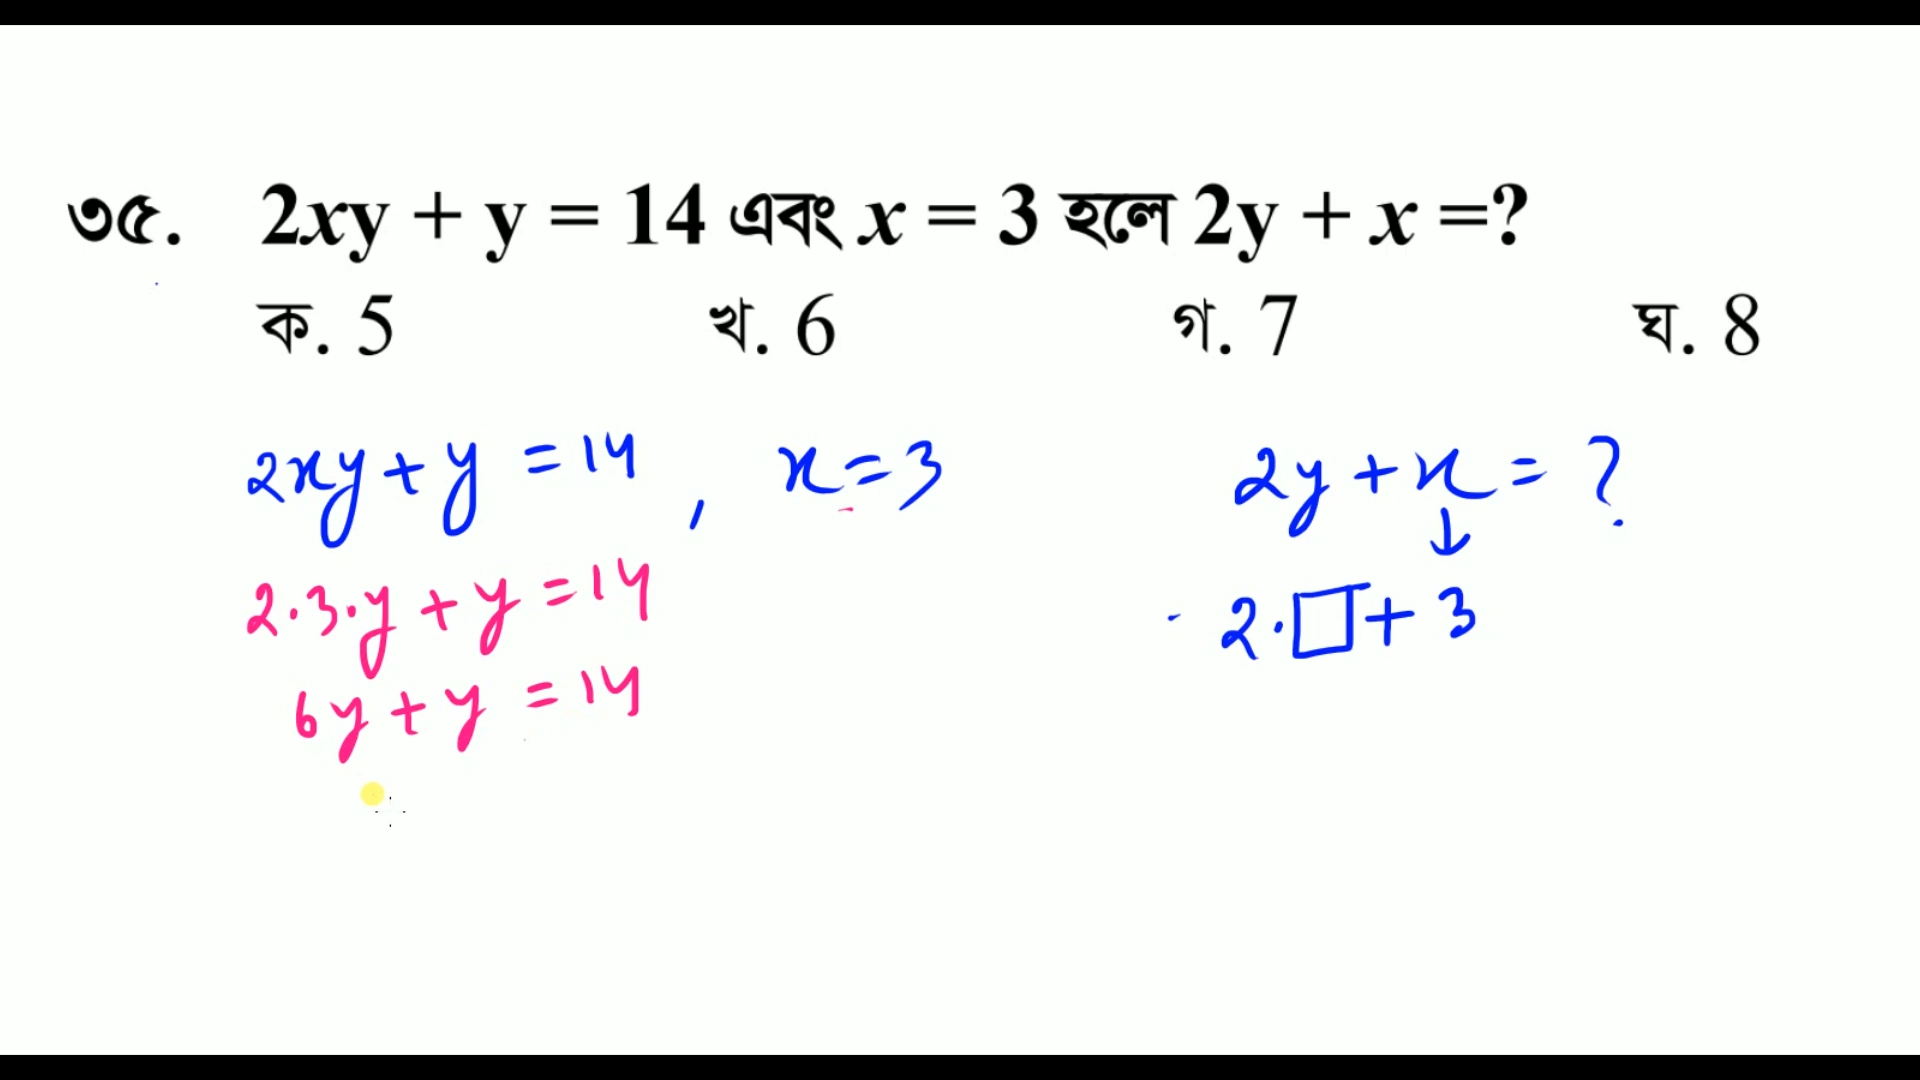 ৩৫. 2xy + y = 14 এবং x = 3 হলে 2y + x =?
ক. 5 খ. 6 গ. 7 ঘ. 8
2xy + y = 14, x = 3 2y + x = ?
↓
2·3·y + y = 14 2·□ + 3
6y + y = 14